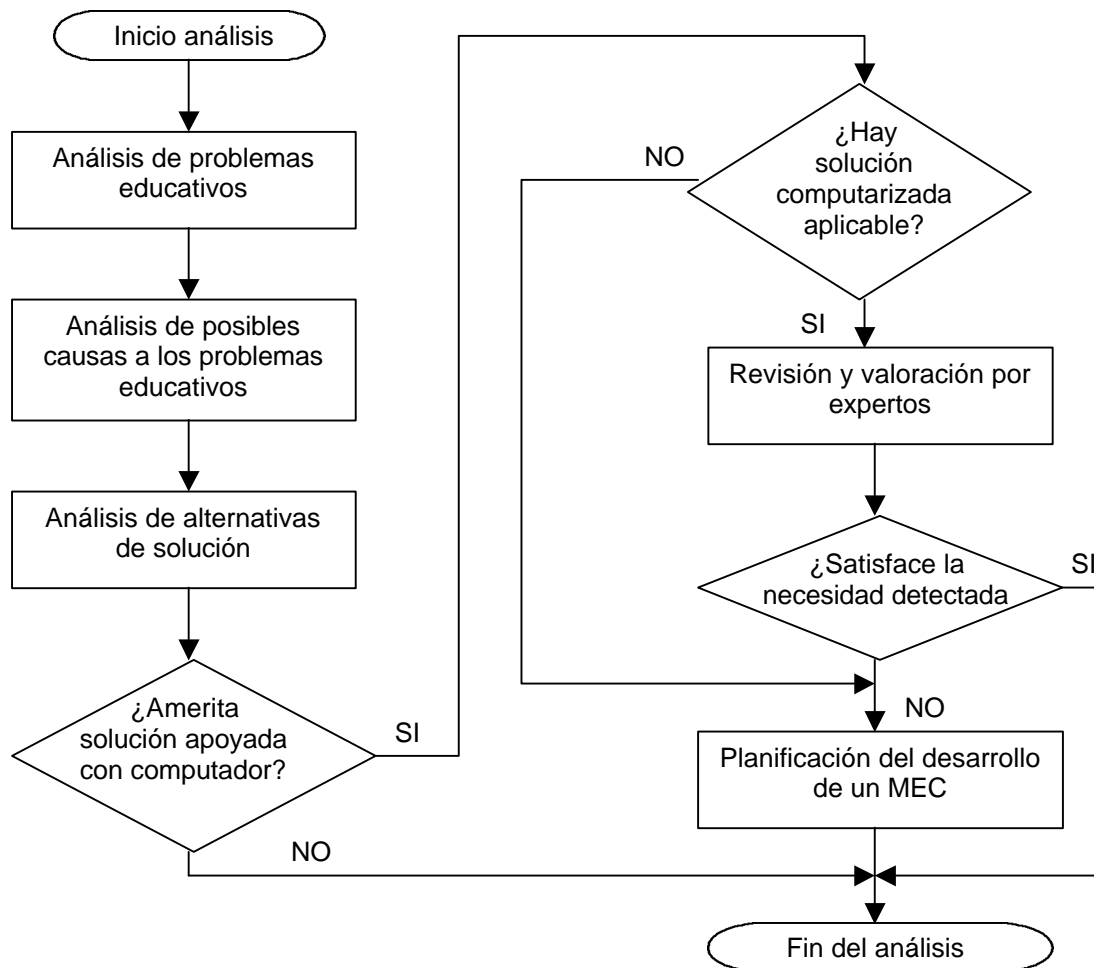 Inicio análisis
Análisis de problemas
educativos
Análisis de posibles
causas a los problemas
educativos
Análisis de alternativas
de solución
¿Amerita
solución apoyada
con computador?
SI
NO
¿Hay
solución
computarizada
aplicable?
NO
SI
Revisión y valoración por
expertos
¿Satisface la
necesidad detectada
SI
NO
Planificación del desarrollo
de un MEC
Fin del análisis